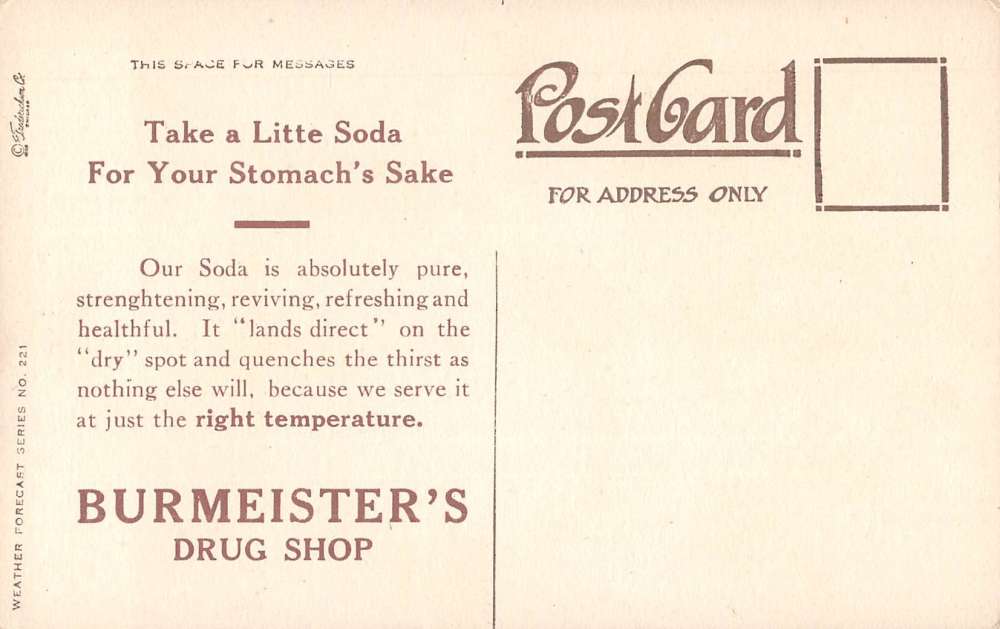 THIS SPACE FOR MESSAGES
Take a Litte Soda
For Your Stomach's Sake
Our Soda is absolutely pure,
strenghtening, reviving, refreshing and
healthful. It "lands direct" on the
"dry" spot and quenches the thirst as
nothing else will, because we serve it
at just the right temperature.
BURMEISTER'S
DRUG SHOP
PostCard
FOR ADDRESS ONLY
WEATHER FORECAST SERIES NO. 221
©